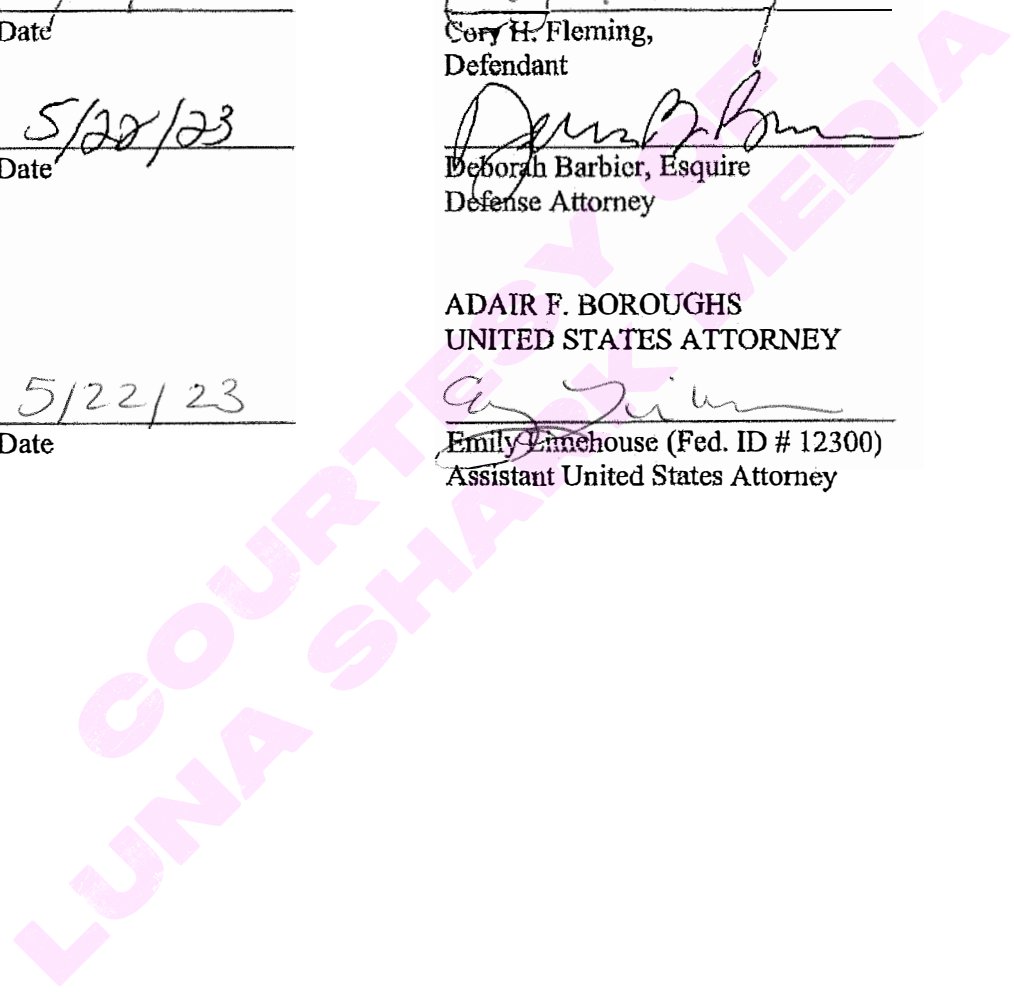 Date
Cory H. Fleming,
Defendant
5/22/23
Date
Deborah Barbier, Esquire
Defense Attorney
ADAIR F. BOROUGHS
UNITED STATES ATTORNEY
5/22/23
Date
Emily Limehouse (Fed. ID # 12300)
Assistant United States Attorney
COURTESY OF
LUNA SHARK MEDIA